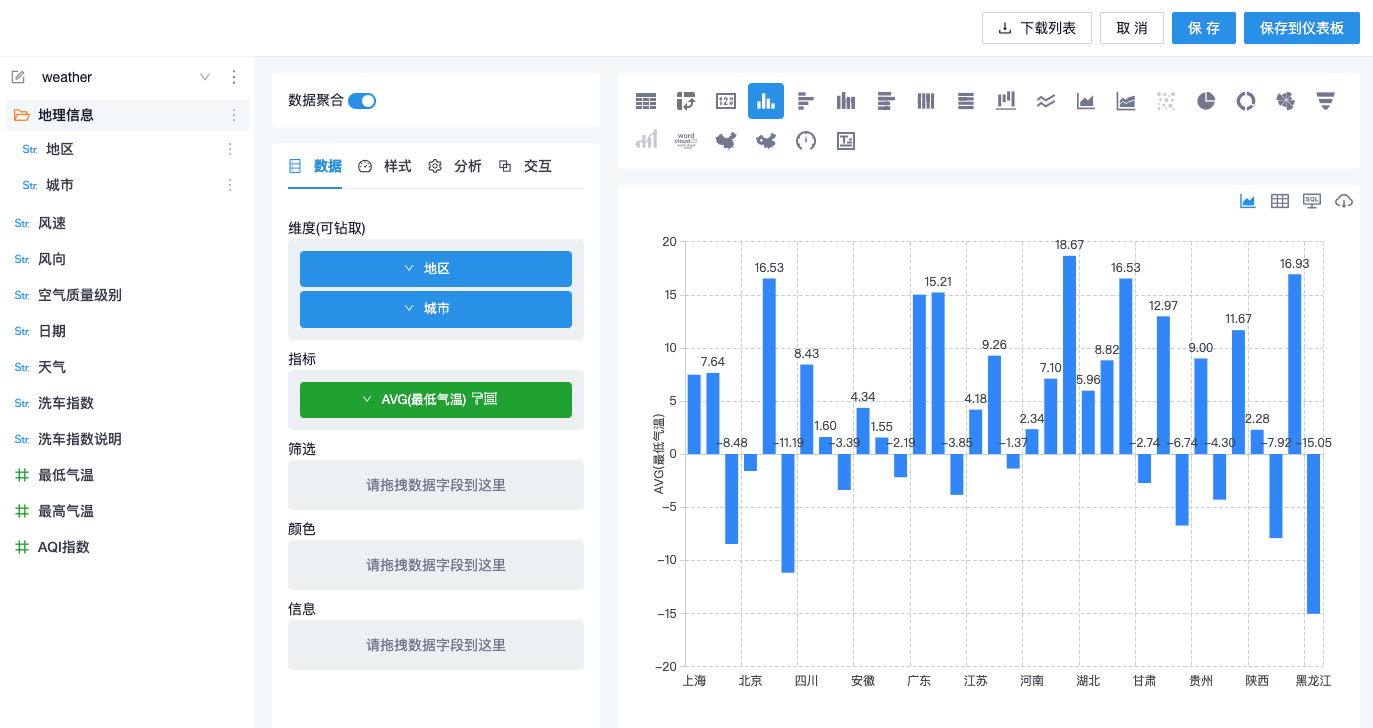 下载列表
取 消
保 存
保存到仪表板
weather
地理信息
Str. 地区
Str. 城市
Str. 风速
Str. 风向
Str. 空气质量级别
Str. 日期
Str. 天气
Str. 洗车指数
Str. 洗车指数说明
最低气温
最高气温
AQI指数
数据聚合
数据
样式
分析
交互
维度(可钻取)
地区
城市
指标
AVG(最低气温)
筛选
请拖拽数据字段到这里
颜色
请拖拽数据字段到这里
信息
请拖拽数据字段到这里
word
cloud
SQL
AVG(最低气温)
20
15
10
5
0
−5
−10
−15
−20
7.64
−8.48
16.53
−11.19
8.43
1.60
−3.39
4.34
1.55
−2.19
15.21
−3.85
4.18
9.26
−1.37
2.34
7.10
18.67
5.96
8.82
16.53
−2.74
12.97
−6.74
9.00
−4.30
11.67
2.28
−7.92
16.93
−15.05
上海
北京
四川
安徽
广东
江苏
河南
湖北
甘肃
贵州
陕西
黑龙江